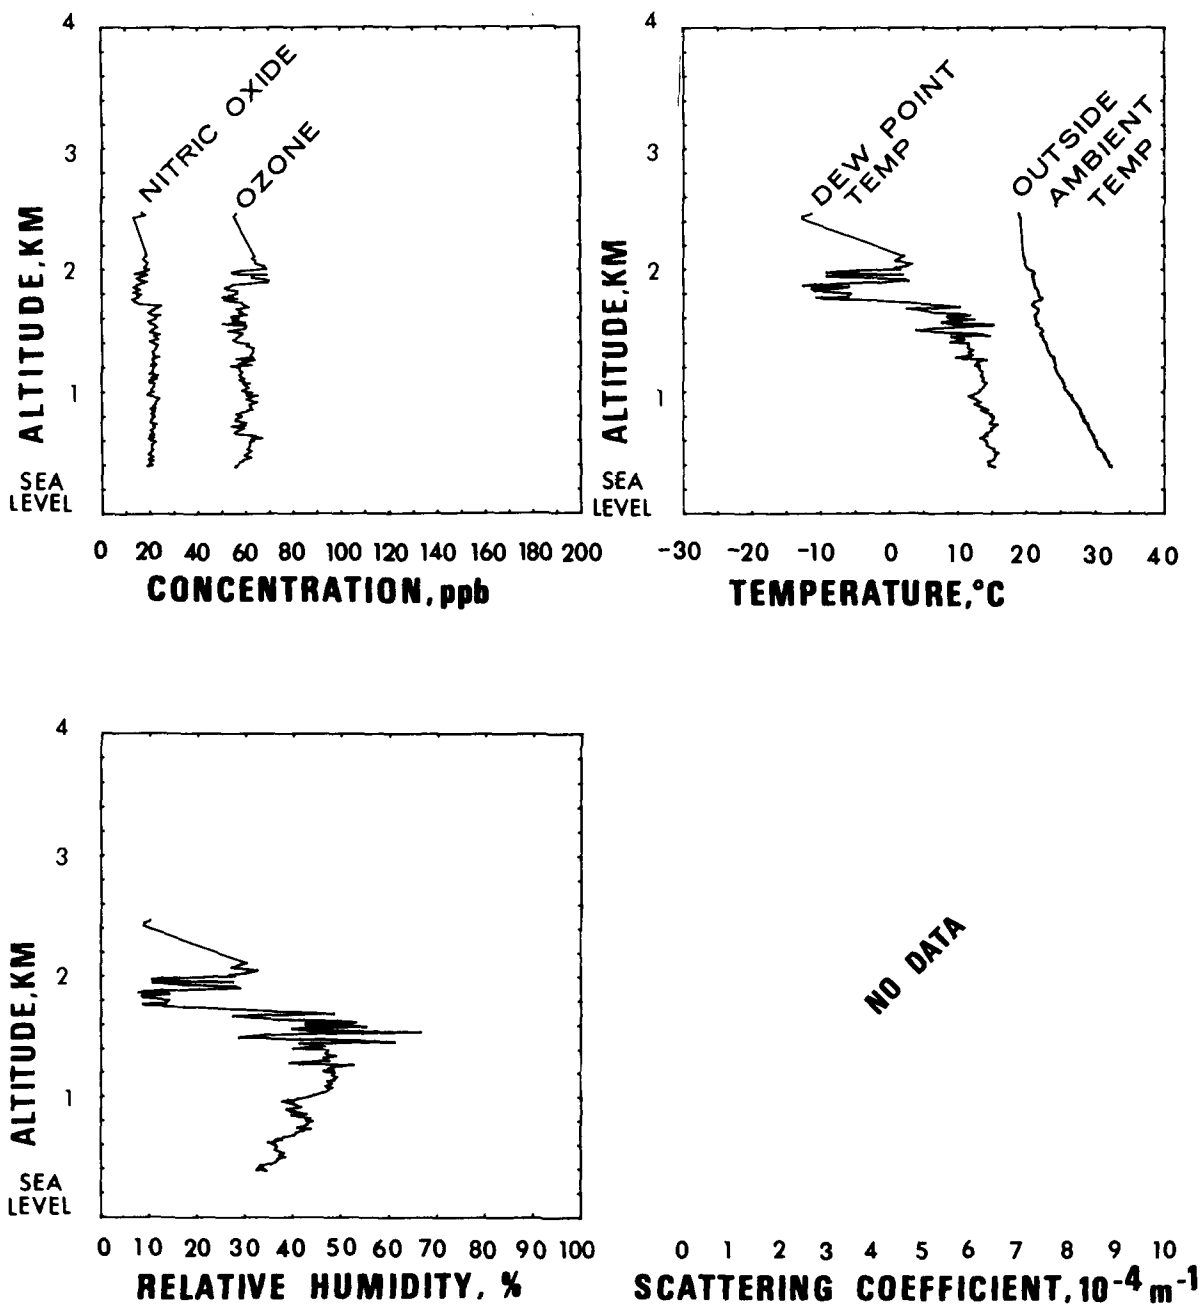 4
3
2
1
ALTITUDE,KM
SEA
LEVEL
NITRIC OXIDE
OZONE
0 20 40 60 80 100 120 140 160 180 200
CONCENTRATION, ppb
4
3
2
1
ALTITUDE,KM
SEA
LEVEL
DEW POINT
TEMP
OUTSIDE
AMBIENT
TEMP
-30 -20 -10 0 10 20 30 40
TEMPERATURE,°C
4
3
2
1
ALTITUDE,KM
SEA
LEVEL
0 10 20 30 40 50 60 70 80 90 100
RELATIVE HUMIDITY, %
NO DATA
0 1 2 3 4 5 6 7 8 9 10
SCATTERING COEFFICIENT, 10⁻⁴ m⁻¹